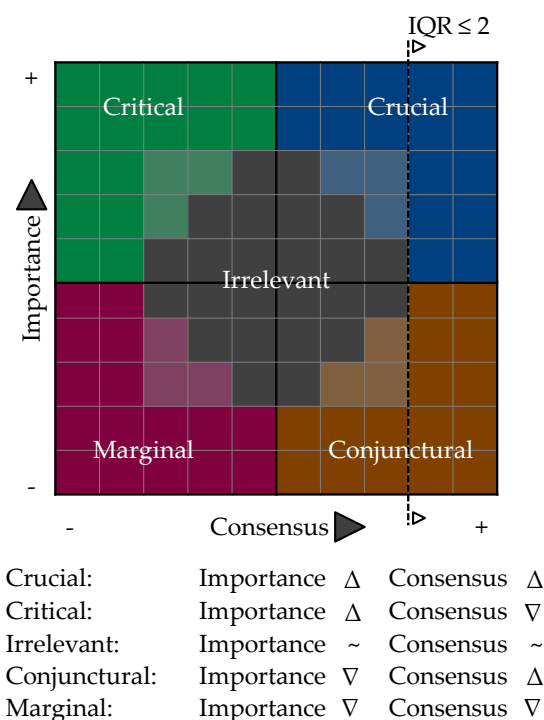 IQR ≤ 2
+
Critical
Crucial
Importance
Irrelevant
Marginal
Conjunctural
-
-
Consensus
+
Crucial: Importance Δ Consensus Δ
Critical: Importance Δ Consensus ∇
Irrelevant: Importance ~ Consensus ~
Conjunctural: Importance ∇ Consensus Δ
Marginal: Importance ∇ Consensus ∇